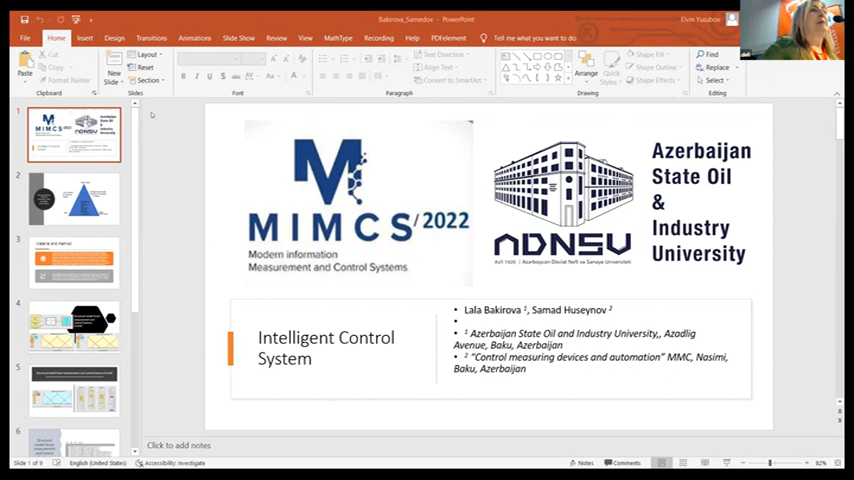 Bakirova_Samedov - PowerPoint
Elvin Yusubov
File Home Insert Design Transitions Animations Slide Show Review View MathType Recording Help PDFelement Tell me what you want to do
Paste
Cut
Copy
Format Painter
Clipboard
New
Slide
Layout
Reset
Section
Slides
Font
Paragraph
Text Direction
Align Text
Convert to SmartArt
Arrange
Quick
Styles
Shape Fill
Shape Outline
Shape Effects
Drawing
Find
Replace
Select
Editing
1
2
3
Material and method
4
5
6
MIMCS/2022
Modern information
Measurement and Control Systems
ADNSU
Azerbaijan
State Oil
&
Industry
University
Intelligent Control
System
• Lala Bakirova 1, Samad Huseynov 2
•
• 1 Azerbaijan State Oil and Industry University,, Azadlig
Avenue, Baku, Azerbaijan
• 2 "Control measuring devices and automation" MMC, Nasimi,
Baku, Azerbaijan
Click to add notes
Slide 1 of 9 English (United States) Accessibility: Investigate Notes Comments 82%